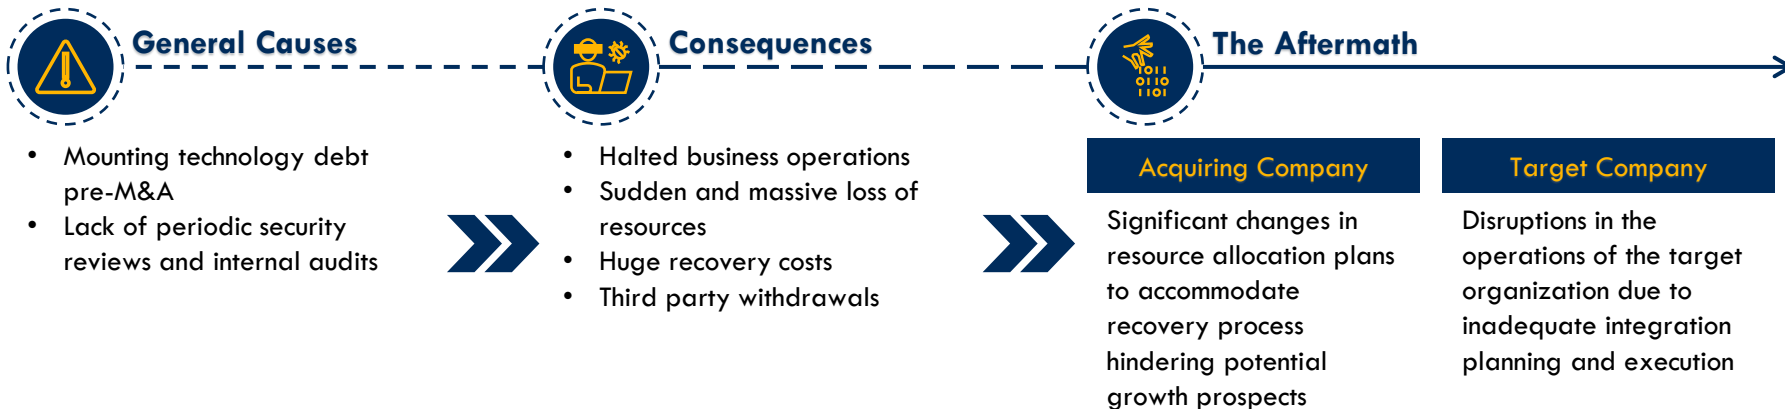 General Causes
• Mounting technology debt
pre-M&A
• Lack of periodic security
reviews and internal audits
Consequences
• Halted business operations
• Sudden and massive loss of
resources
• Huge recovery costs
• Third party withdrawals
The Aftermath
1011
0110
1101
Acquiring Company
Significant changes in
resource allocation plans
to accommodate
recovery process
hindering potential
growth prospects
Target Company
Disruptions in the
operations of the target
organization due to
inadequate integration
planning and execution